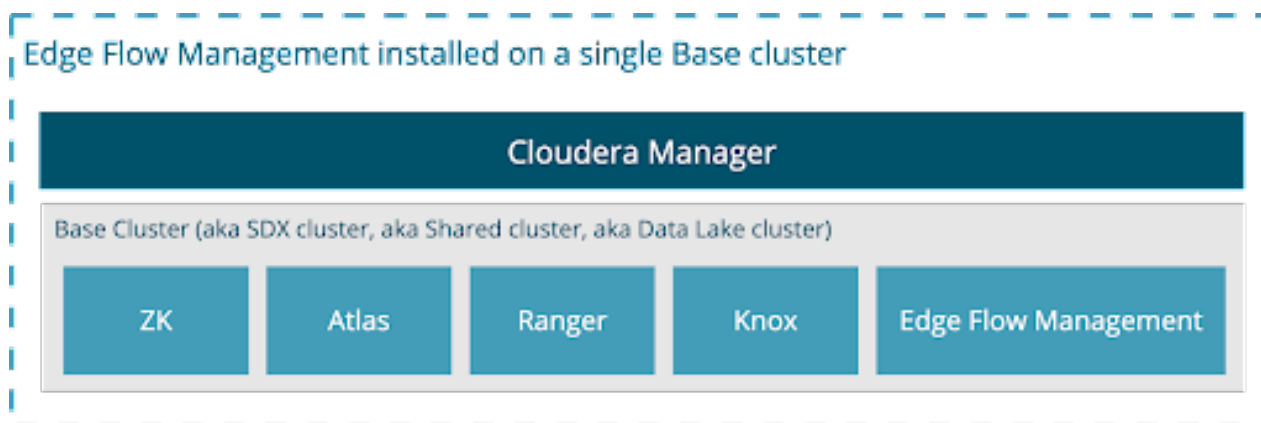 Edge Flow Management installed on a single Base cluster
Cloudera Manager
Base Cluster (aka SDX cluster, aka Shared cluster, aka Data Lake cluster)
ZK Atlas Ranger Knox Edge Flow Management